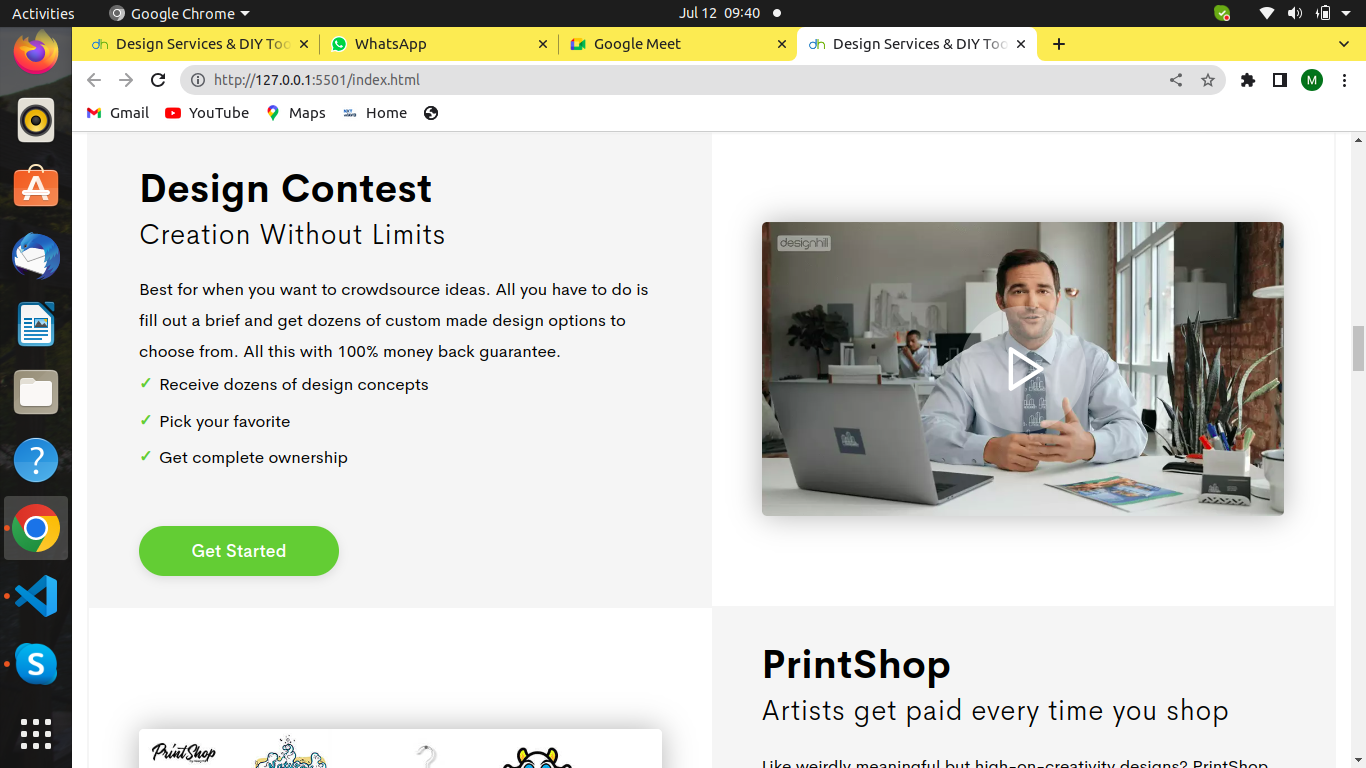 Activities
Google Chrome
Jul 12 09:40
Design Services & DIY Too
WhatsApp
Google Meet
Design Services & DIY Too
http://127.0.0.1:5501/index.html
M
Gmail
YouTube
Maps
Home
Design Contest
Creation Without Limits
Best for when you want to crowdsource ideas. All you have to do is
fill out a brief and get dozens of custom made design options to
choose from. All this with 100% money back guarantee.
✓ Receive dozens of design concepts
✓ Pick your favorite
✓ Get complete ownership
Get Started
designhill
PrintShop
Artists get paid every time you shop
Like weirdly meaningful but high-on-creativity designs? PrintShop
PrintShop